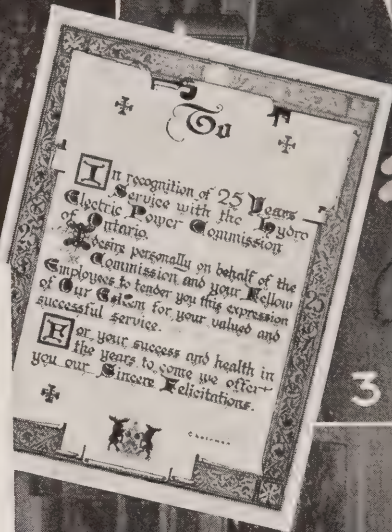 To
In recognition of 25 Years
Service with the Hydro
Electric Power Commission
of Ontario.
I desire personally on behalf of the
Commission and your Fellow
Employees to tender you this expression
of Our Esteem for your valued and
successful service.
For your success and health in
the years to come we offer
you our Sincere Felicitations.
Chairman
3